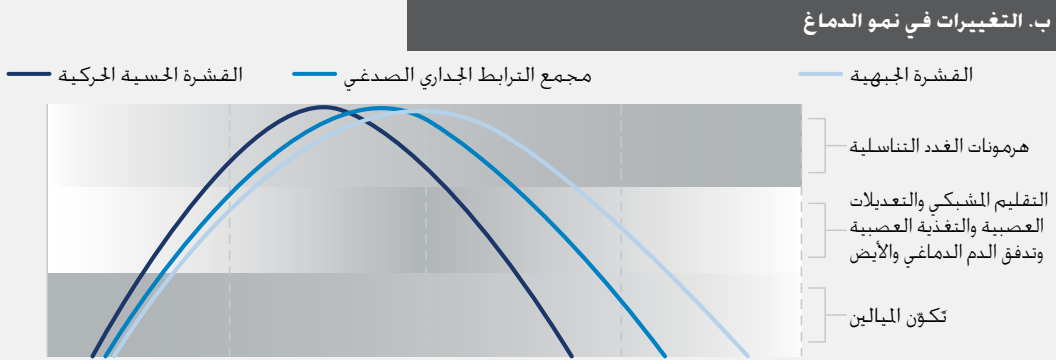 ب. التغييرات في نمو الدماغ
القشرة الجبهية
مجمع الترابط الجداري الصدغي
القشرة الحسية الحركية
هرمونات الغدد التناسلية
التقليم المشبكي والتعديلات
العصبية والتغذية العصبية
وتدفق الدم الدماغي والأيض
تَكوّن الميالين